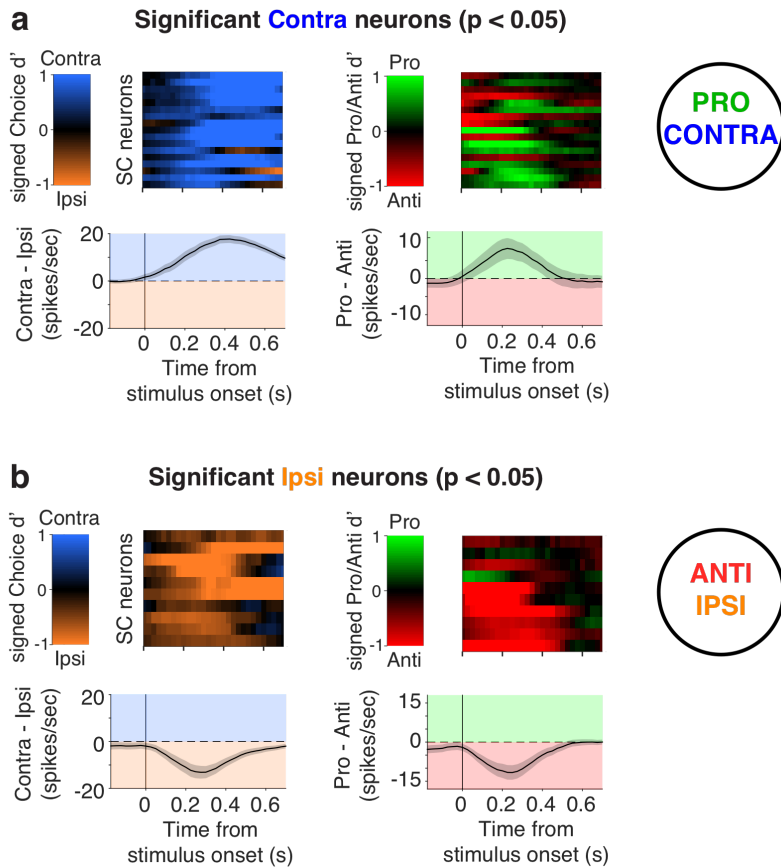 a
Significant Contra neurons (p < 0.05)
Contra
signed Choice d’
1
0
-1
Ipsi
SC neurons
Pro
signed Pro/Anti d’
1
0
-1
Anti
PRO
CONTRA
Contra - Ipsi
(spikes/sec)
20
0
-20
0 0.2 0.4 0.6
Time from
stimulus onset (s)
Pro - Anti
(spikes/sec)
10
0
-10
0 0.2 0.4 0.6
Time from
stimulus onset (s)
b
Significant Ipsi neurons (p < 0.05)
Contra
signed Choice d’
1
0
-1
Ipsi
SC neurons
Pro
signed Pro/Anti d’
1
0
-1
Anti
ANTI
IPSI
Contra - Ipsi
(spikes/sec)
20
0
-20
0 0.2 0.4 0.6
Time from
stimulus onset (s)
Pro - Anti
(spikes/sec)
15
0
-15
0 0.2 0.4 0.6
Time from
stimulus onset (s)